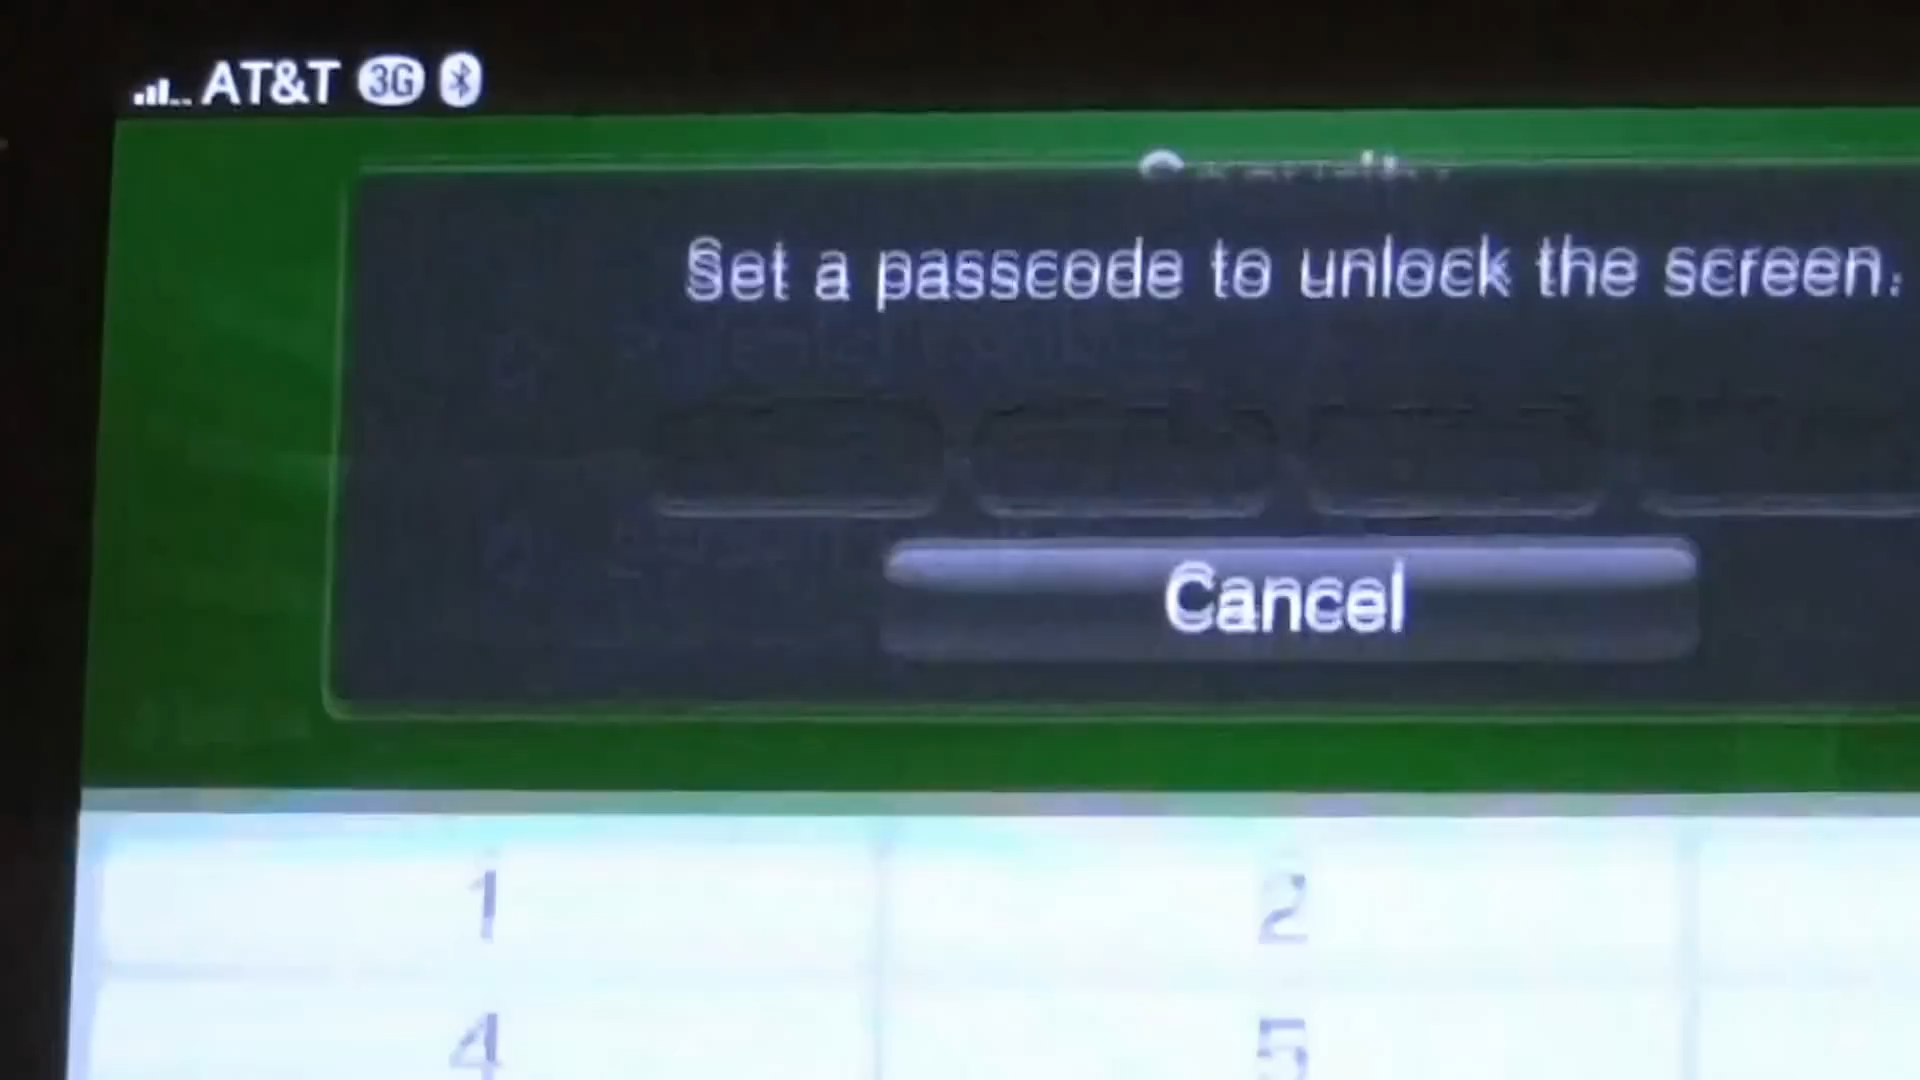 AT&T 3G
Set a passcode to unlock the screen.
Cancel
1 2
4 5